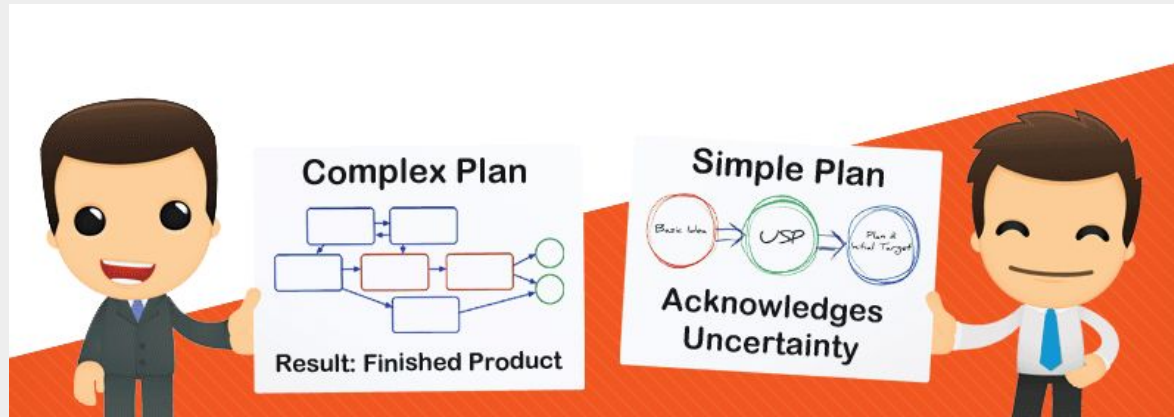 Complex Plan
Result: Finished Product
Simple Plan
Basic Idea
USP
Plan &
Initial Target
Acknowledges
Uncertainty